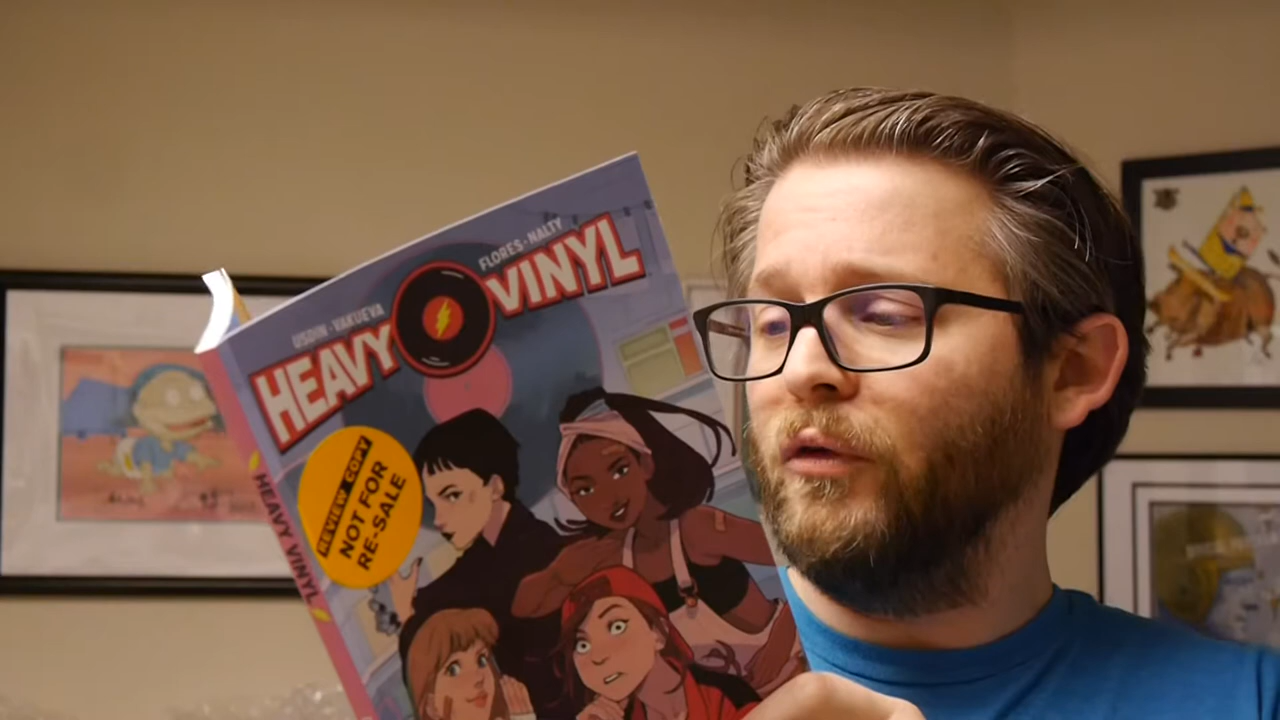 USDIN · VAKUEVA
FLORES · NALTY
HEAVY VINYL
REVIEW COPY
NOT FOR
RE-SALE
HEAVY VINYL